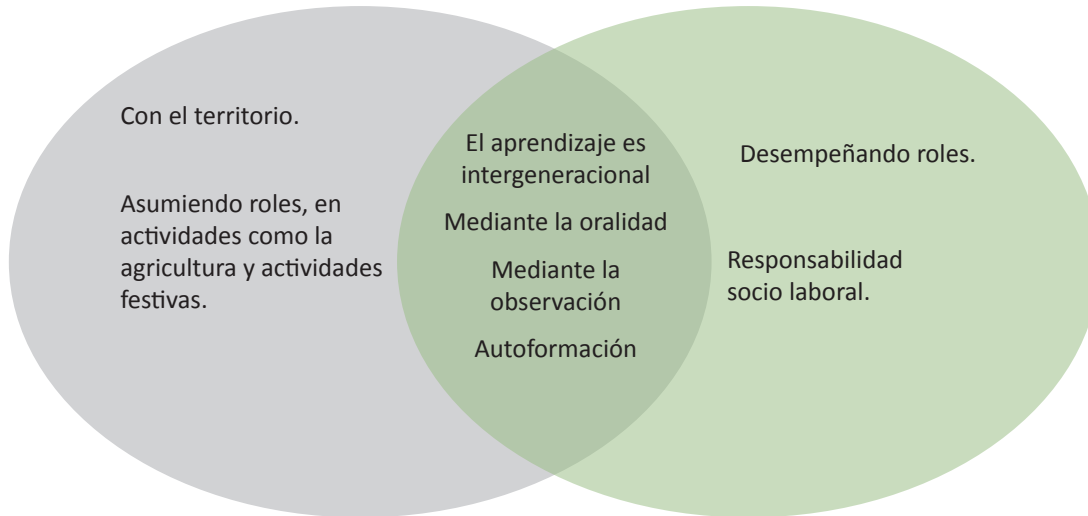 Con el territorio.
Asumiendo roles, en
actividades como la
agricultura y actividades
festivas.
El aprendizaje es
intergeneracional
Mediante la oralidad
Mediante la
observación
Autoformación
Desempeñando roles.
Responsabilidad
socio laboral.